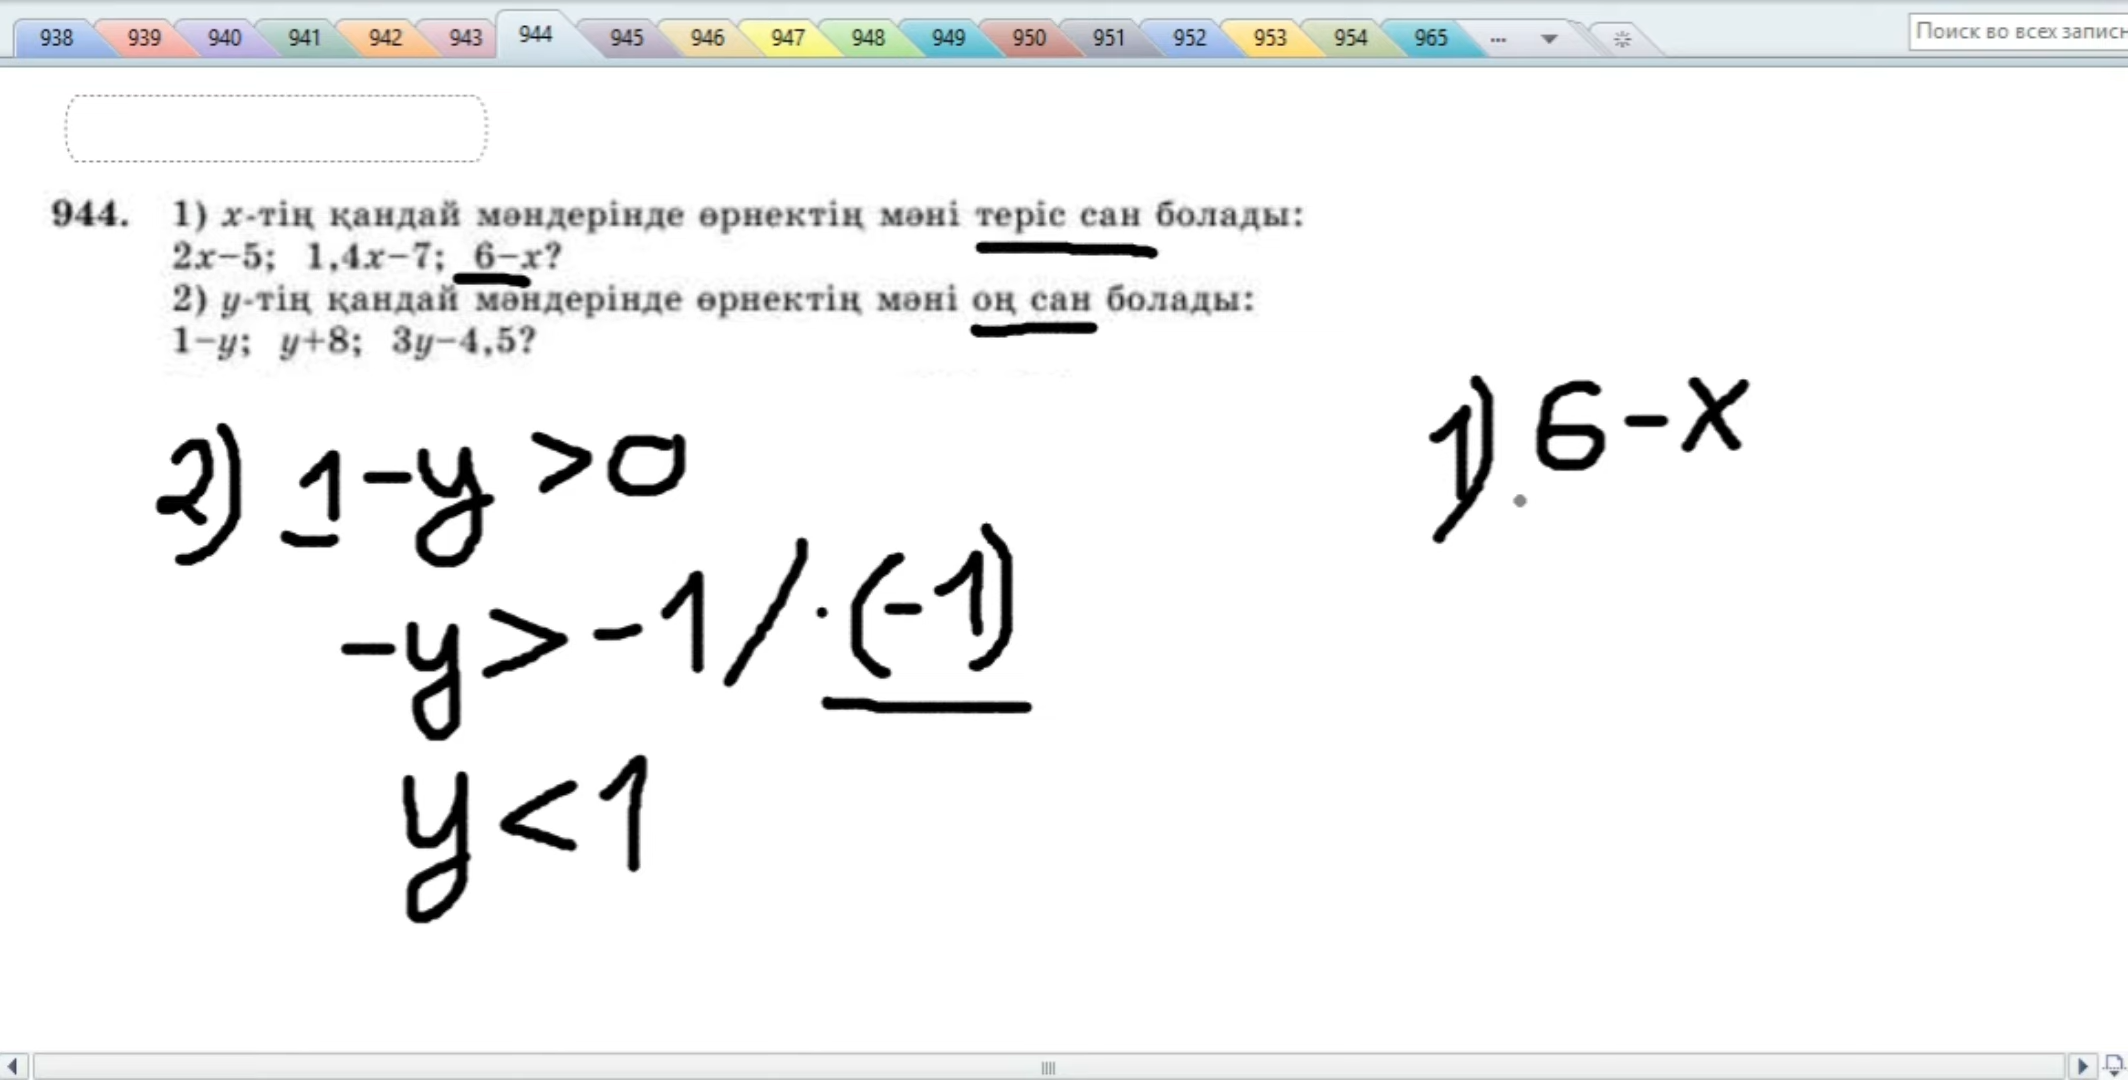 938 939 940 941 942 943 944 945 946 947 948 949 950 951 952 953 954 965 ...
Поиск во всех запис
944. 1) x-тің қандай мәндерінде өрнектің мәні теріс сан болады:
2x−5; 1,4x−7; 6−x?
2) y-тің қандай мәндерінде өрнектің мәні оң сан болады:
1−y; y+8; 3y−4,5?
2) 1-y>0
-y>-1/·(-1)
y<1
1) 6-x